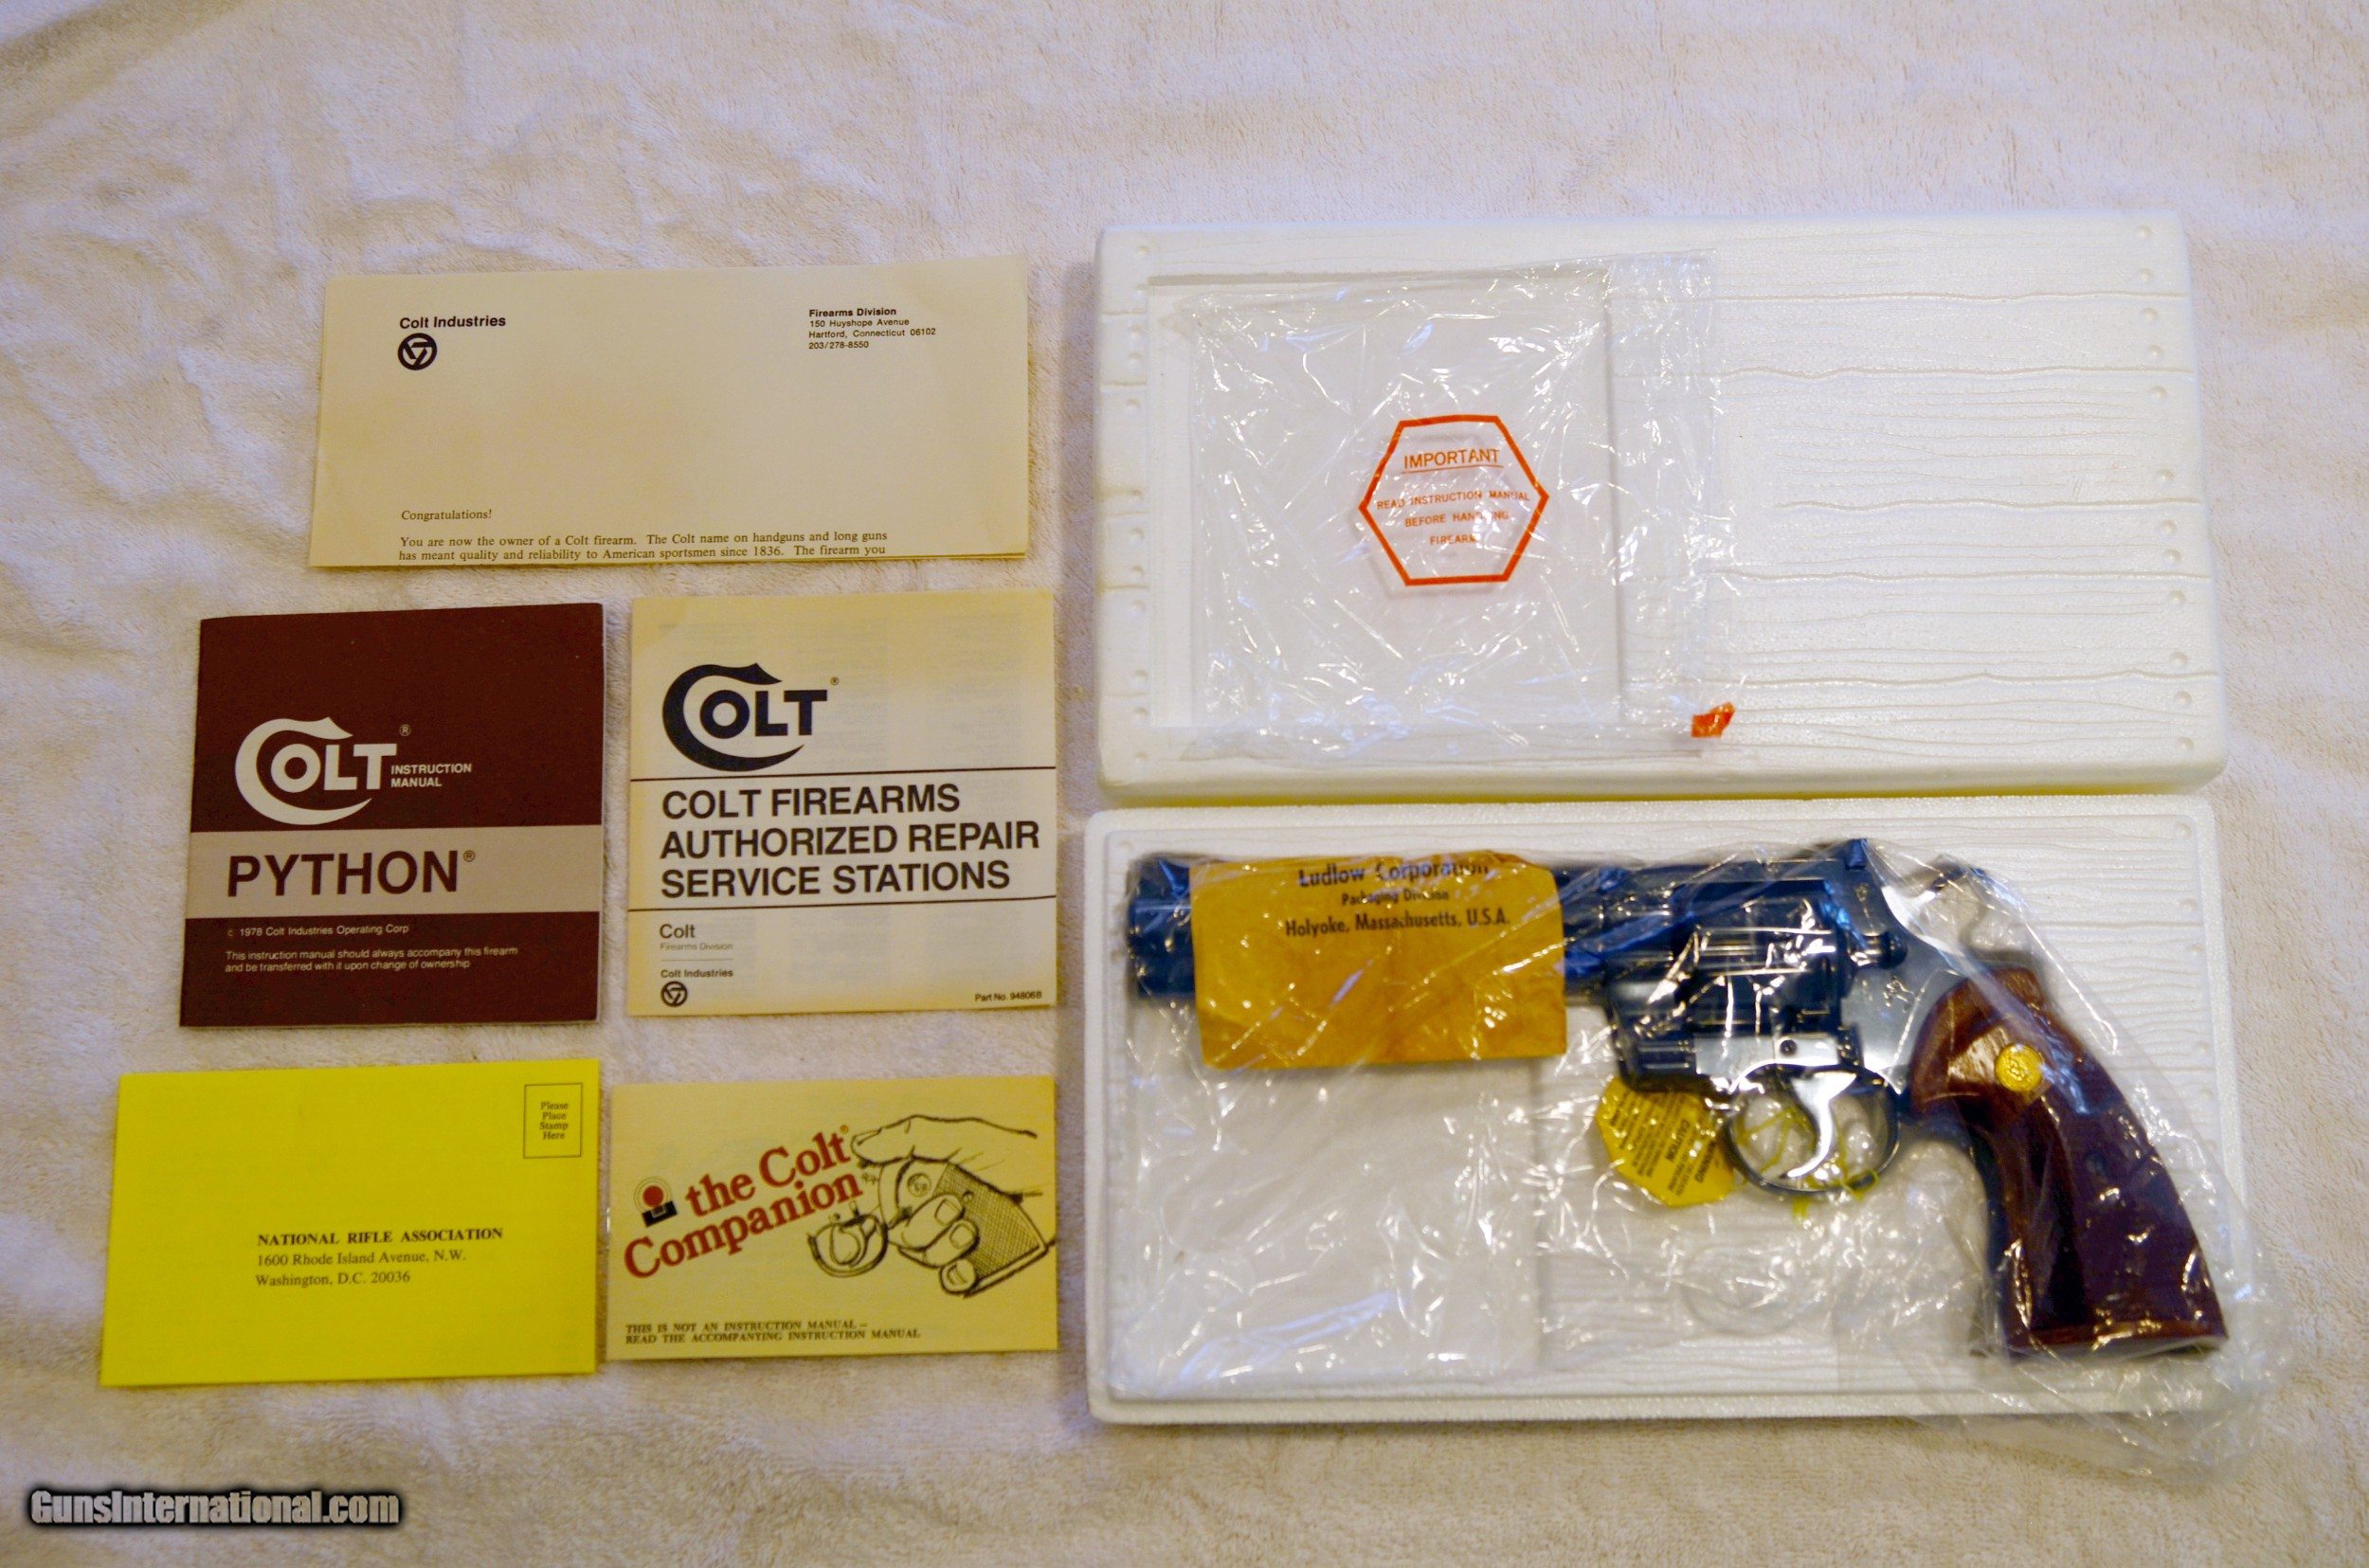 Colt Industries
Firearms Division
150 Huyshope Avenue
Hartford, Connecticut 06102
203/278-8550
Congratulations!
You are now the owner of a Colt firearm. The Colt name on handguns and long guns
has meant quality and reliability to American sportsmen since 1836. The firearm you
COLT®
INSTRUCTION
MANUAL
PYTHON®
© 1978 Colt Industries Operating Corp
This instruction manual should always accompany this firearm
and be transferred with it upon change of ownership
COLT®
COLT FIREARMS
AUTHORIZED REPAIR
SERVICE STATIONS
Colt
Firearms Division
Colt Industries
Part No. 94806B
Please
Place
Stamp
Here
NATIONAL RIFLE ASSOCIATION
1600 Rhode Island Avenue, N.W.
Washington, D.C. 20036
the Colt®
Companion
THIS IS NOT AN INSTRUCTION MANUAL –
READ THE ACCOMPANYING INSTRUCTION MANUAL
IMPORTANT
READ INSTRUCTION MANUAL
BEFORE HANDLING
FIREARM
Ludlow Corporation
Packaging Division
Holyoke, Massachusetts, U.S.A.
GunsInternational.com